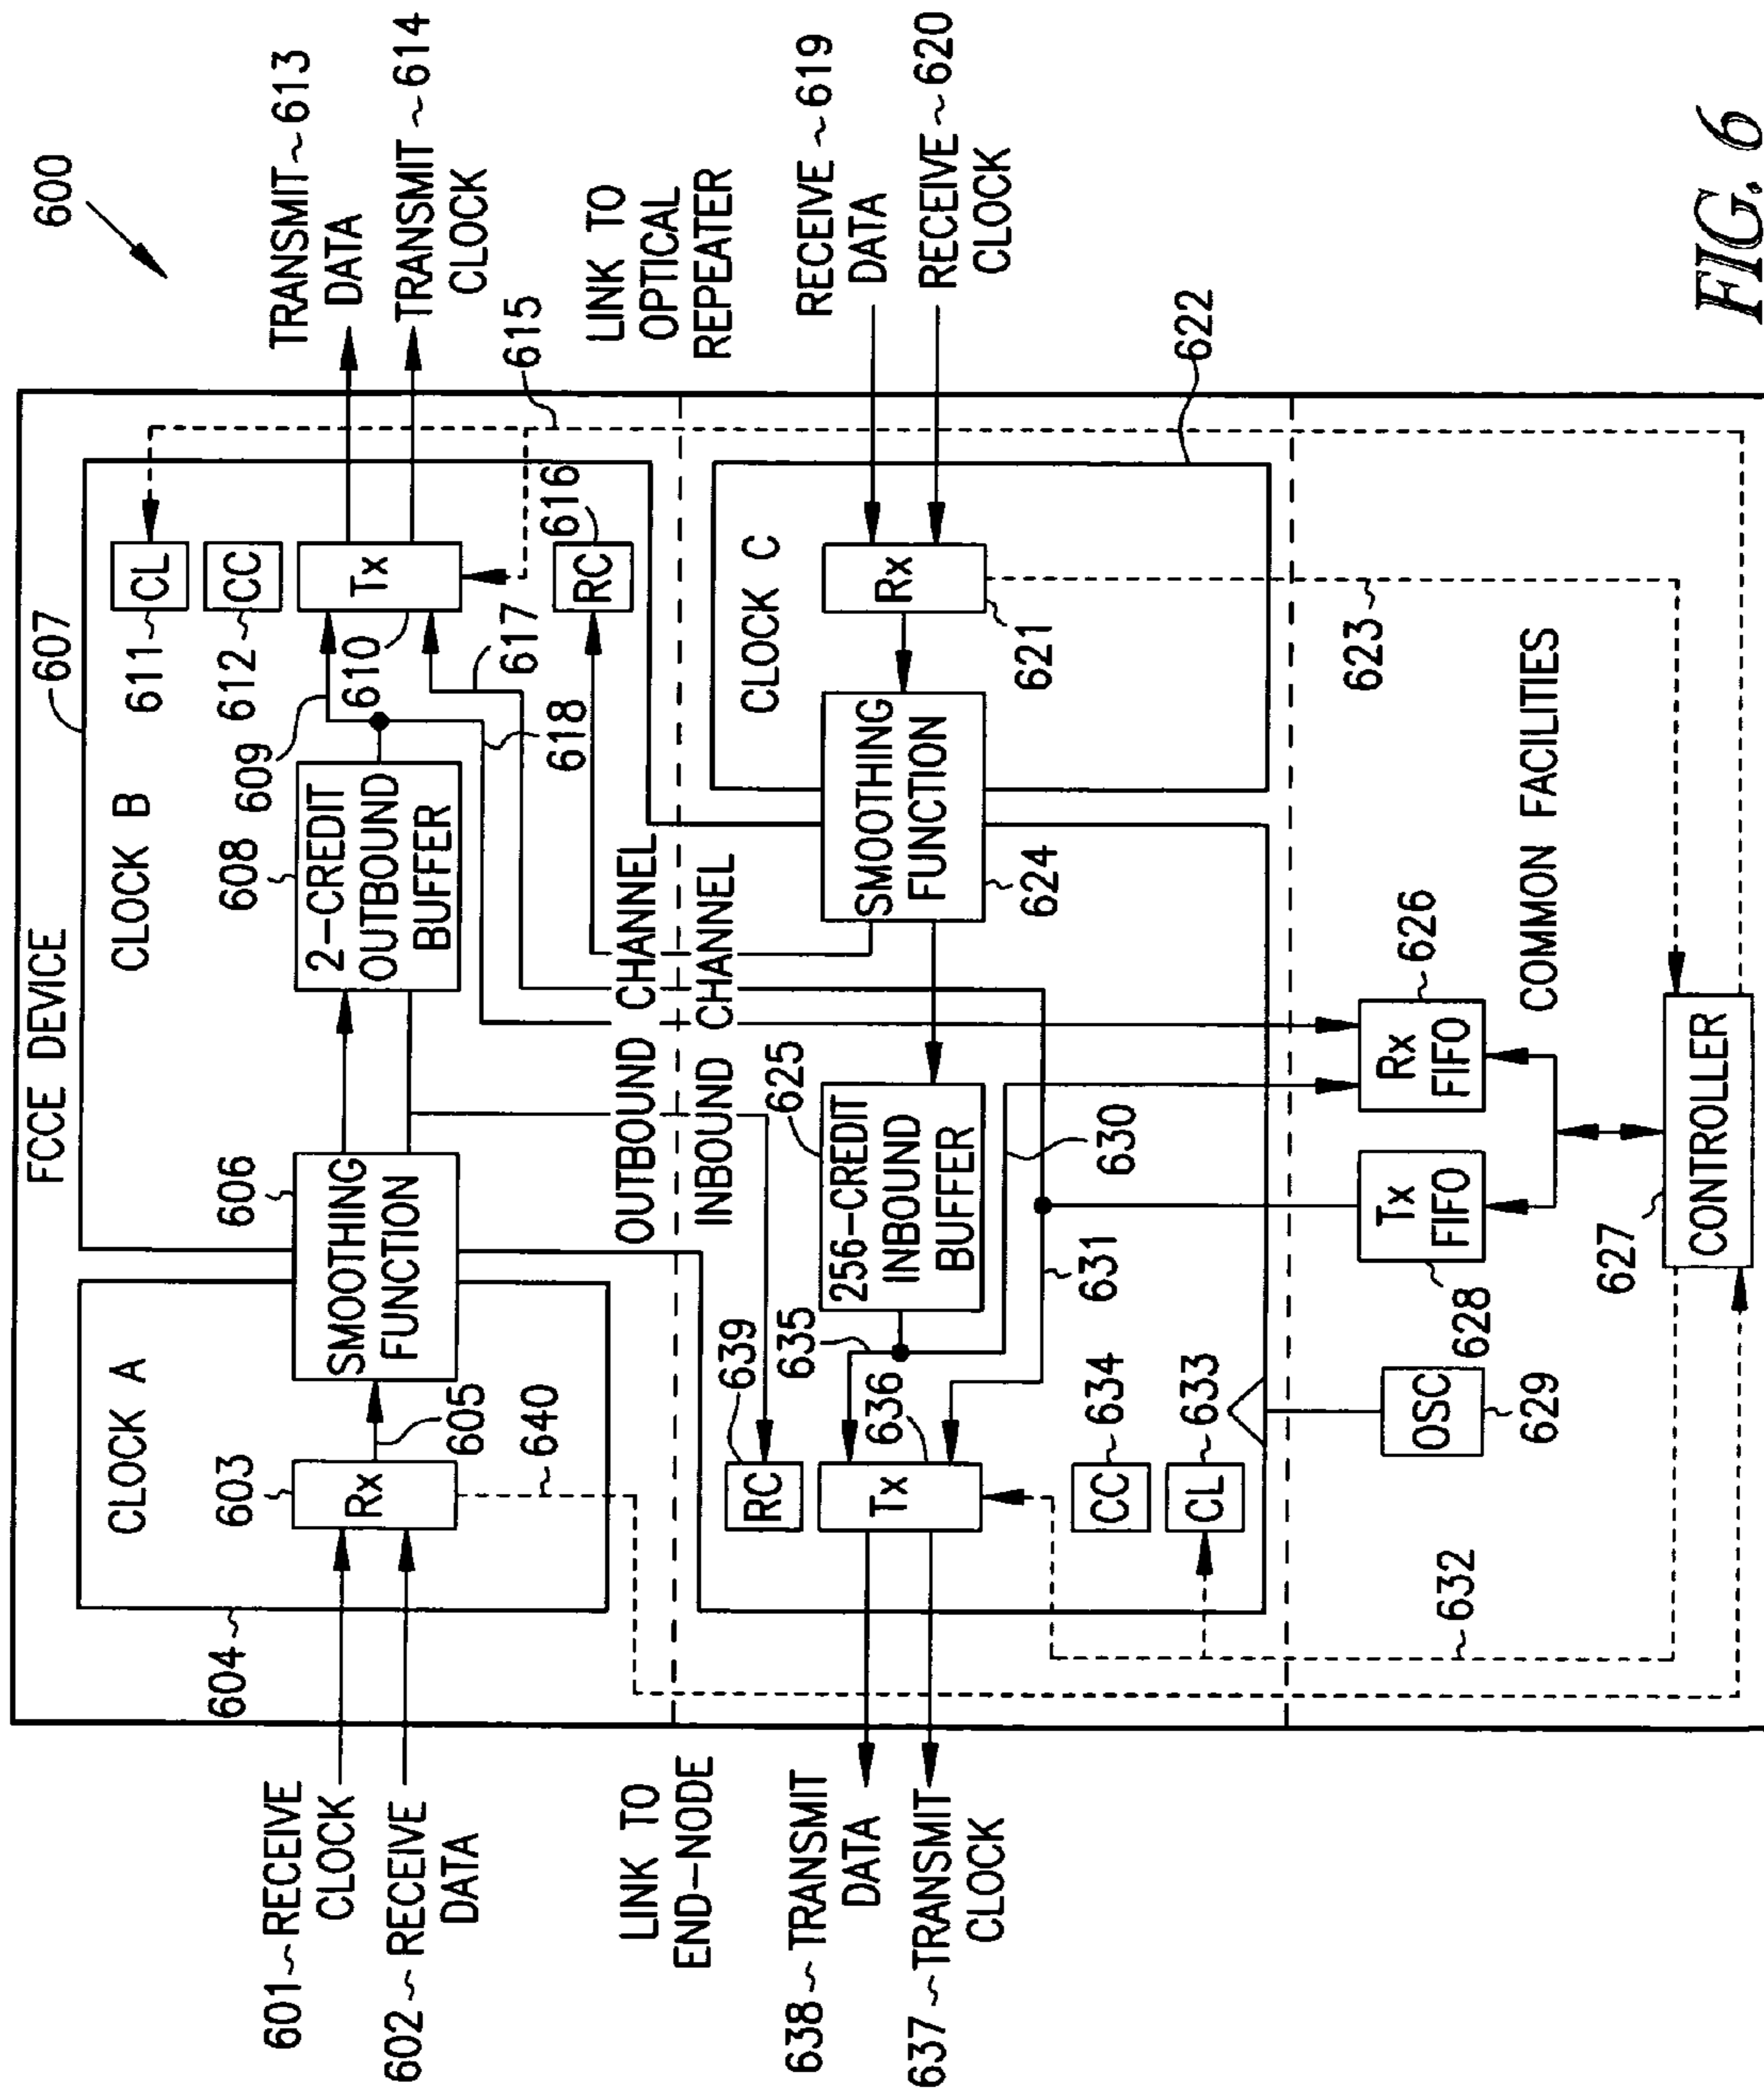 600
FCCE DEVICE
607
CLOCK A
CLOCK B
604
601 RECEIVE
CLOCK
602 RECEIVE
DATA
603
Rx
605
640
606
SMOOTHING
FUNCTION
608
2-CREDIT
OUTBOUND
BUFFER
609
610
Tx
611
CL
612
CC
617
618
616
RC
615
TRANSMIT 613
DATA
TRANSMIT 614
CLOCK
LINK TO
END-NODE
LINK TO
OPTICAL
REPEATER
OUTBOUND CHANNEL
INBOUND CHANNEL
638 TRANSMIT
DATA
637 TRANSMIT
CLOCK
639
RC
635
636
Tx
634
CC
633
CL
625
256-CREDIT
INBOUND
BUFFER
630
631
624
SMOOTHING
FUNCTION
CLOCK C
621
Rx
622
RECEIVE 619
DATA
RECEIVE 620
CLOCK
623
632
629
OSC
628
Tx
FIFO
626
Rx
FIFO
COMMON FACILITIES
627
CONTROLLER
FIG. 6